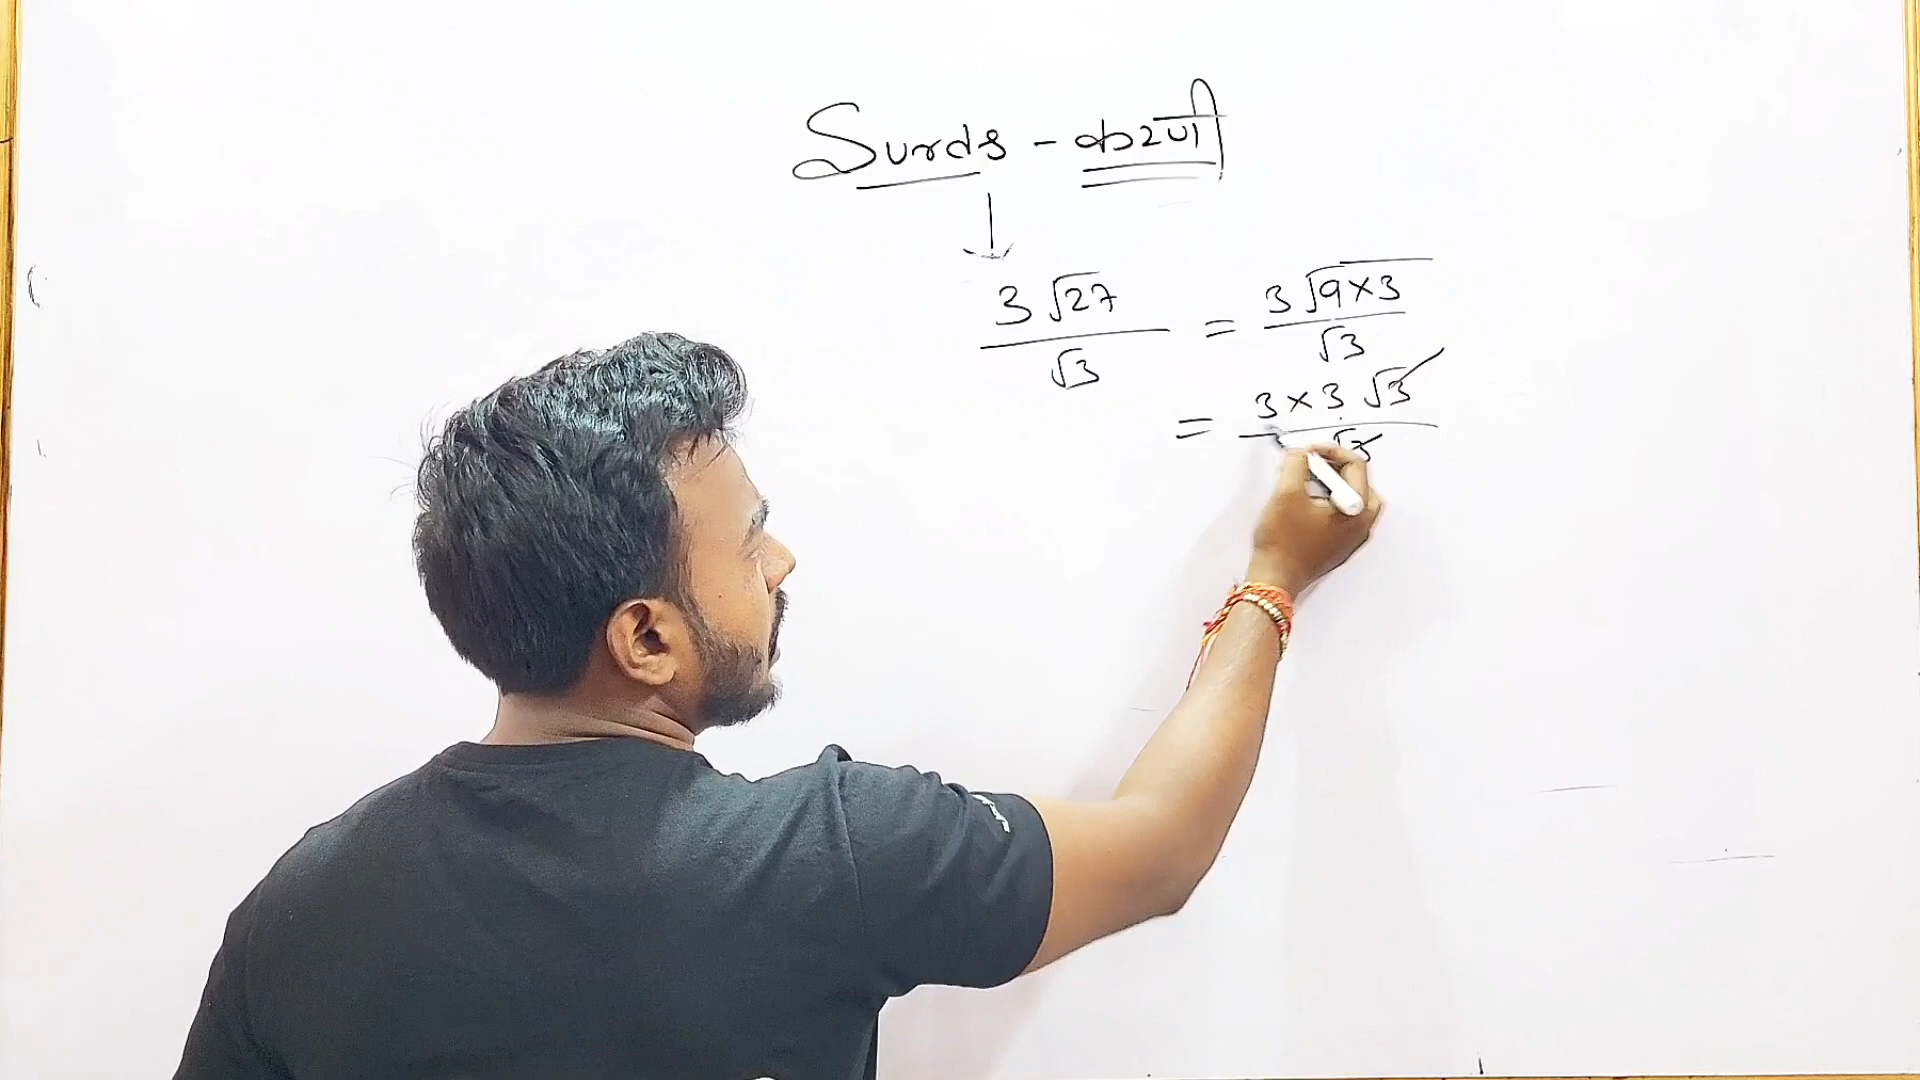 Surds - करणी
3√27 / √3 = 3√9×3 / √3
= 3×3√3 / √3